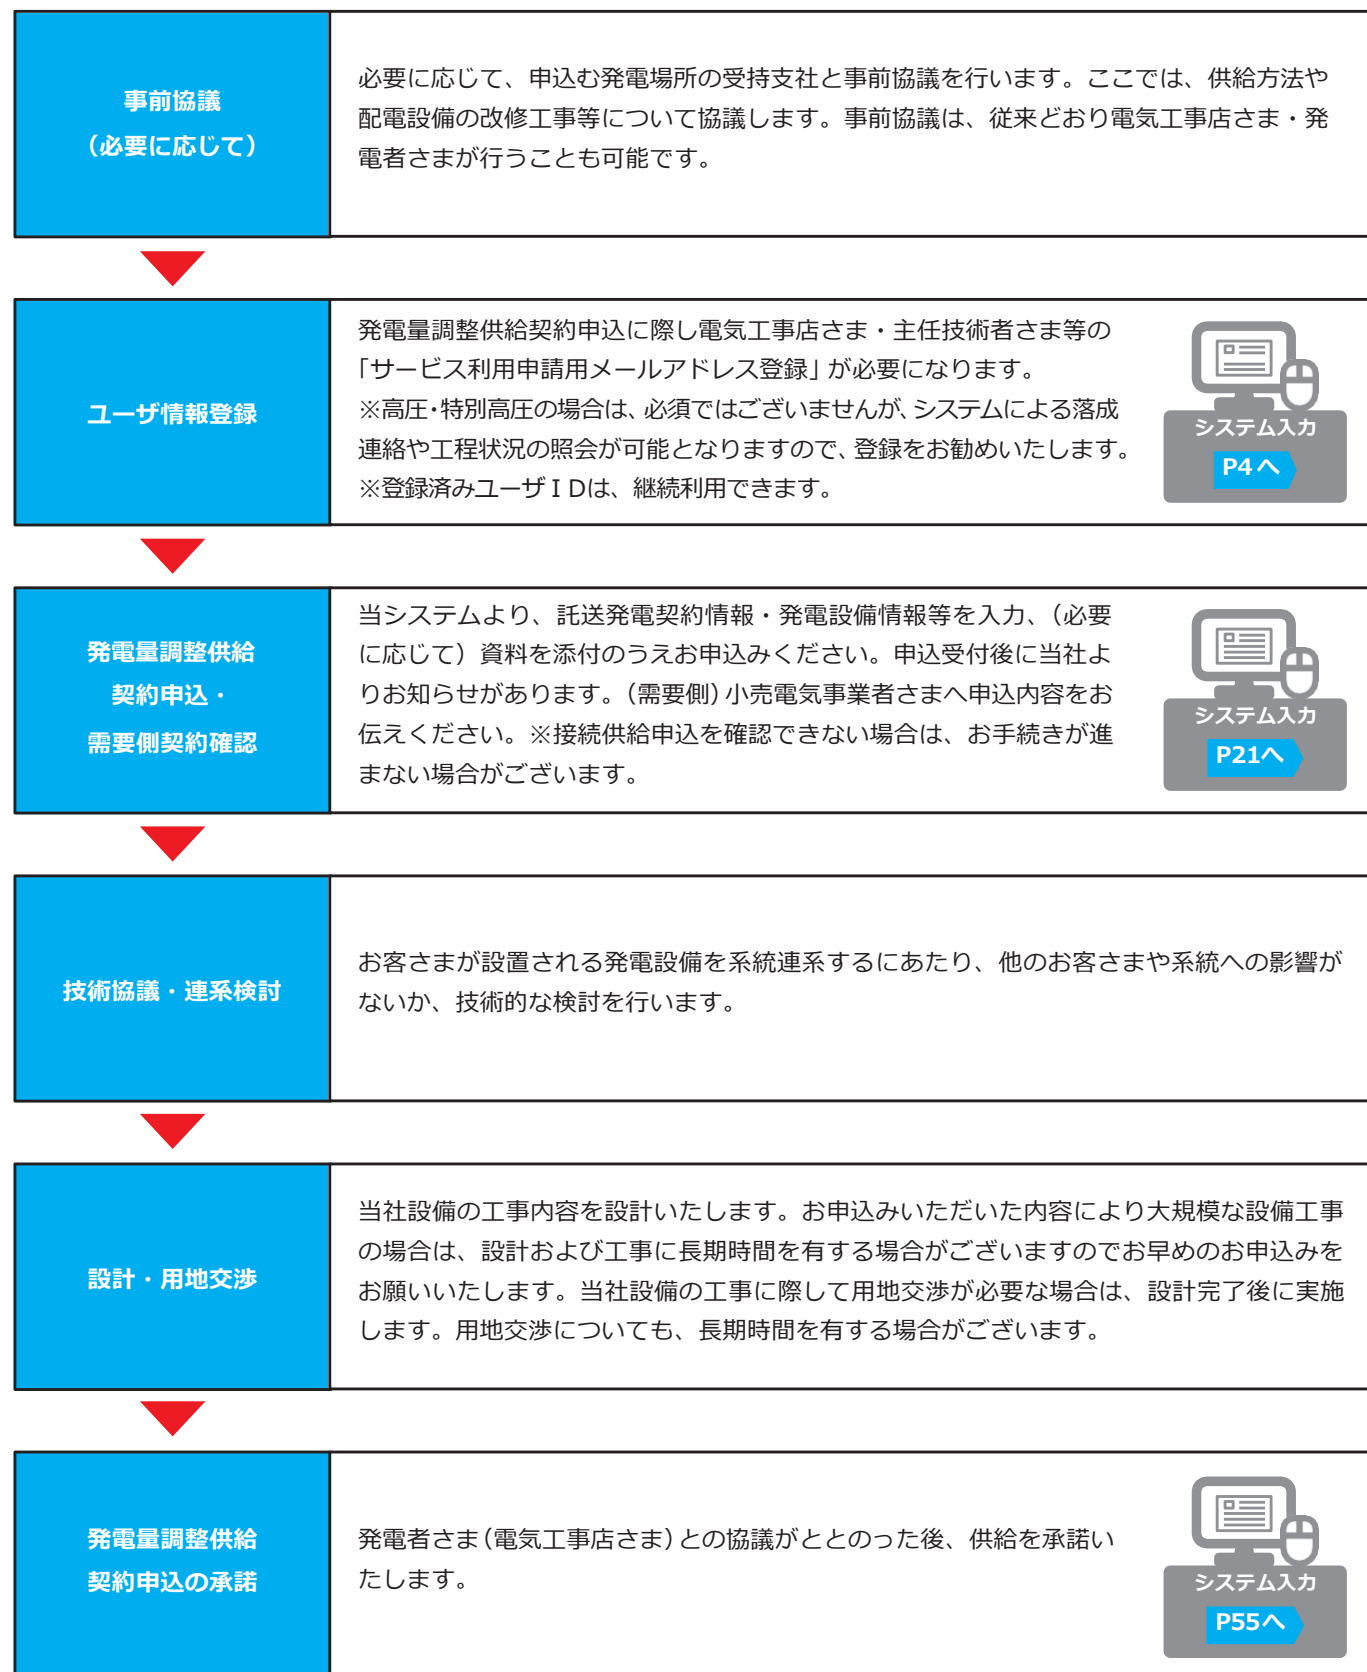 事前協議
（必要に応じて）
必要に応じて、申込む発電場所の受持支社と事前協議を行います。ここでは、供給方法や
配電設備の改修工事等について協議します。事前協議は、従来どおり電気工事店さま・発
電者さまが行うことも可能です。
ユーザ情報登録
発電量調整供給契約申込に際し電気工事店さま・主任技術者さま等の
「サービス利用申請用メールアドレス登録」が必要になります。
※高圧・特別高圧の場合は、必須ではございませんが、システムによる落成
連絡や工程状況の照会が可能となりますので、登録をお勧めいたします。
※登録済みユーザＩＤは、継続利用できます。
システム入力
P4へ
発電量調整供給
契約申込・
需要側契約確認
当システムより、託送発電契約情報・発電設備情報等を入力、（必要
に応じて）資料を添付のうえお申込みください。申込受付後に当社よ
りお知らせがあります。（需要側）小売電気事業者さまへ申込内容をお
伝えください。※接続供給申込を確認できない場合は、お手続きが進
まない場合がございます。
システム入力
P21へ
技術協議・連系検討
お客さまが設置される発電設備を系統連系するにあたり、他のお客さまや系統への影響が
ないか、技術的な検討を行います。
設計・用地交渉
当社設備の工事内容を設計いたします。お申込みいただいた内容により大規模な設備工事
の場合は、設計および工事に長期時間を有する場合がございますのでお早めのお申込みを
お願いいたします。当社設備の工事に際して用地交渉が必要な場合は、設計完了後に実施
します。用地交渉についても、長期時間を有する場合がございます。
発電量調整供給
契約申込の承諾
発電者さま（電気工事店さま）との協議がととのった後、供給を承諾い
たします。
システム入力
P55へ